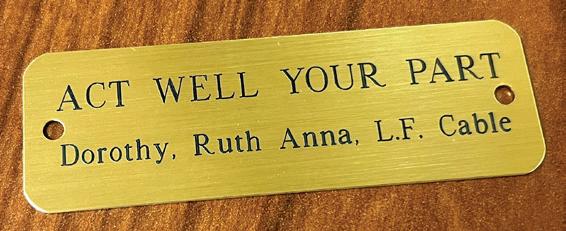 ACT WELL YOUR PART
Dorothy, Ruth Anna, L.F. Cable